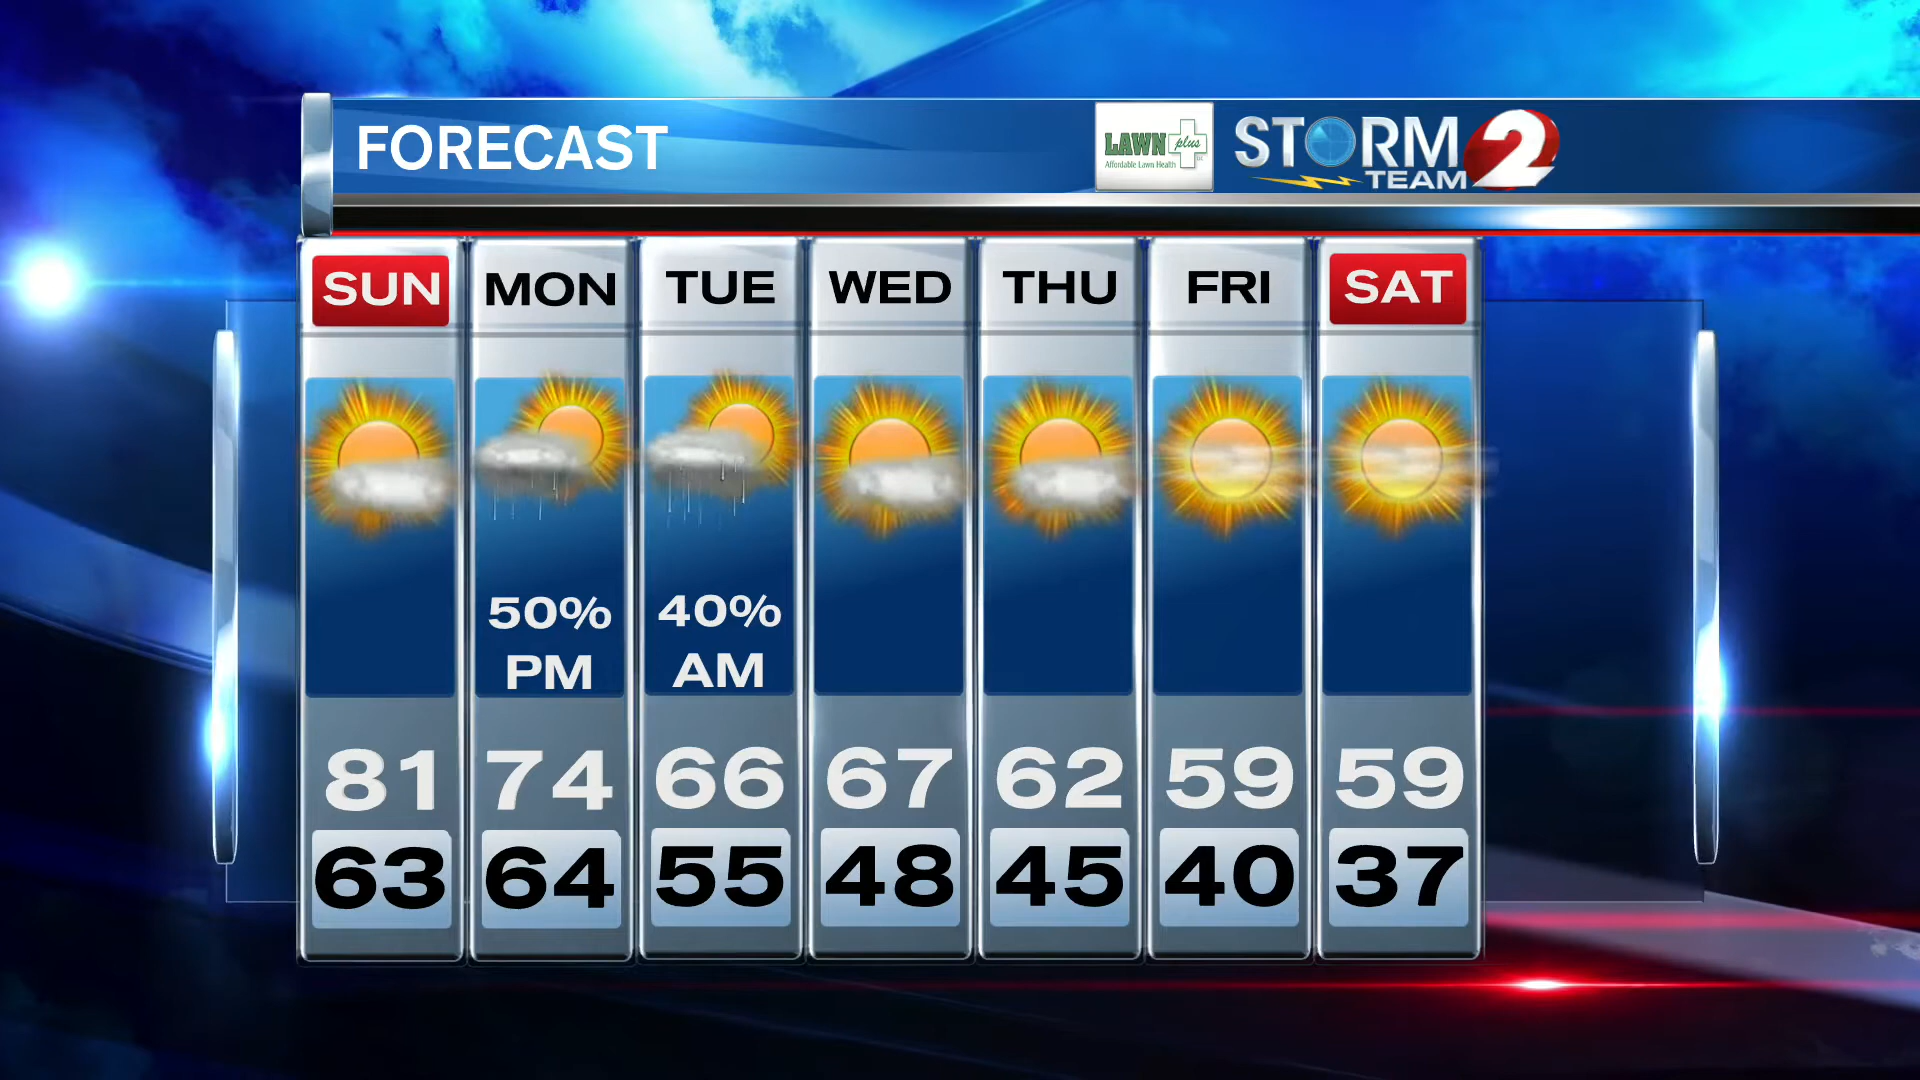 FORECAST
LAWN plus
Affordable Lawn Health
STORM 2
TEAM
SUN MON TUE WED THU FRI SAT
50% 40%
PM AM
81 74 66 67 62 59 59
63 64 55 48 45 40 37